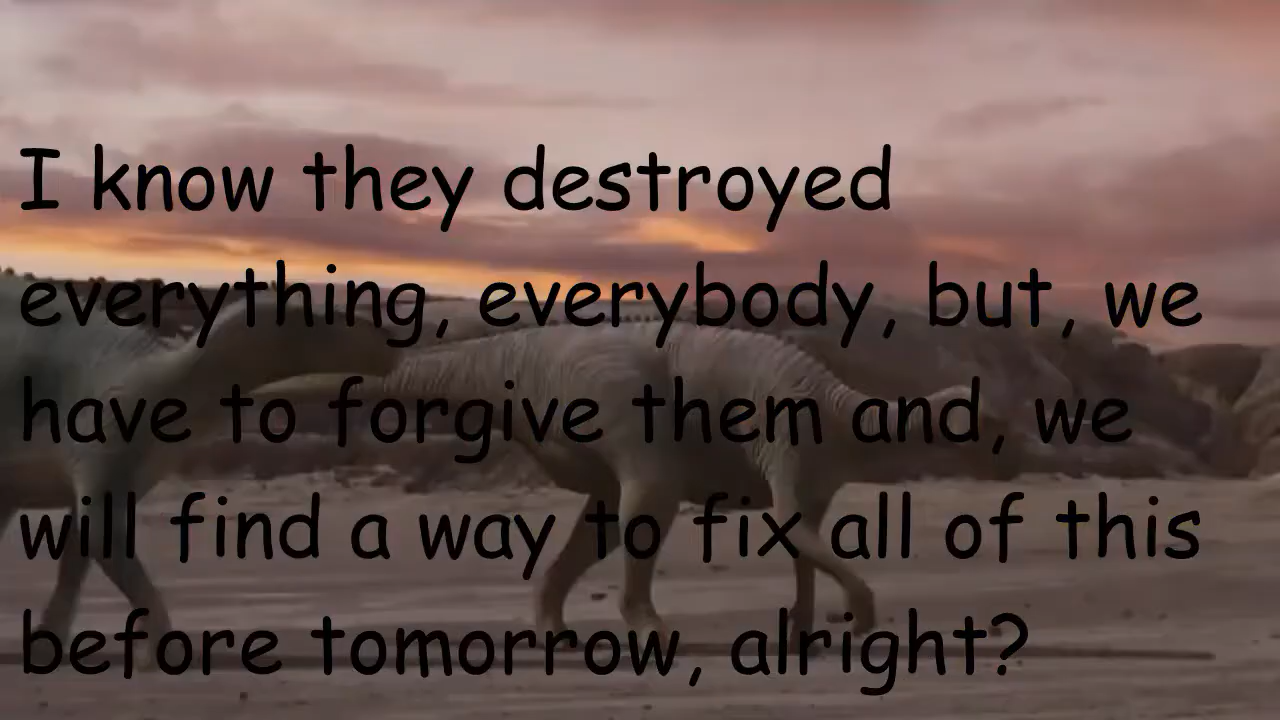 I know they destroyed
everything, everybody, but, we
have to forgive them and, we
will find a way to fix all of this
before tomorrow, alright?